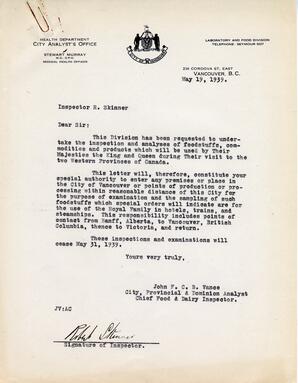 HEALTH DEPARTMENT
CITY ANALYST'S OFFICE
STEWART MURRAY
M.D., D.P.H.
MEDICAL HEALTH OFFICER
LABORATORY AND FOOD DIVISION
TELEPHONE: SEYMOUR 507
234 CORDOVA ST. EAST
VANCOUVER, B.C.
May 19, 1939.
Inspector R. Skinner
Dear Sir:
This Division has been requested to under-
take the inspection and analyses of foodstuffs, com-
modities and products which will be used by Their
Majesties the King and Queen during their visit to the
two Western Provinces of Canada.
This letter will, therefore, constitute your
special authority to enter any premises or place in
the City of Vancouver or points of production or pro-
cessing within reasonable distance of this City for
the purpose of examination and the sampling of such
foodstuffs which special orders will indicate are for
the use of the Royal Family in hotels, trains, and
steamships. This responsibility includes points of
contact from Banff, Alberta, to Vancouver, British
Columbia, thence to Victoria, and return.
These inspections and examinations will
cease May 31, 1939.
Yours very truly,
John F. C. B. Vance
City, Provincial & Dominion Analyst
Chief Food & Dairy Inspector.
JV:AC
Robert Skinner
Signature of Inspector.